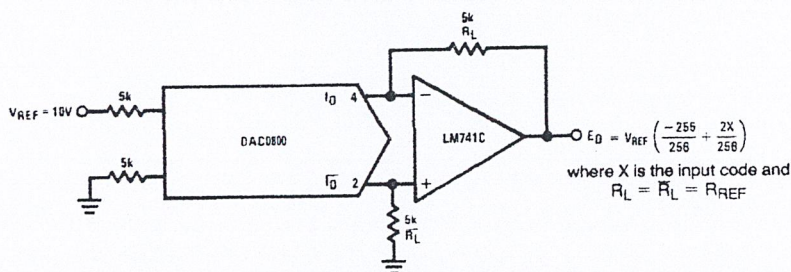 5k
R_L
V_REF = 10V
5k
I_O 4
DAC0800
LM741C
E_O = V_REF (-255/256 + 2X/256)
where X is the input code and
R_L = R̅_L = R_REF
5k
I̅_O 2
5k
R̅_L